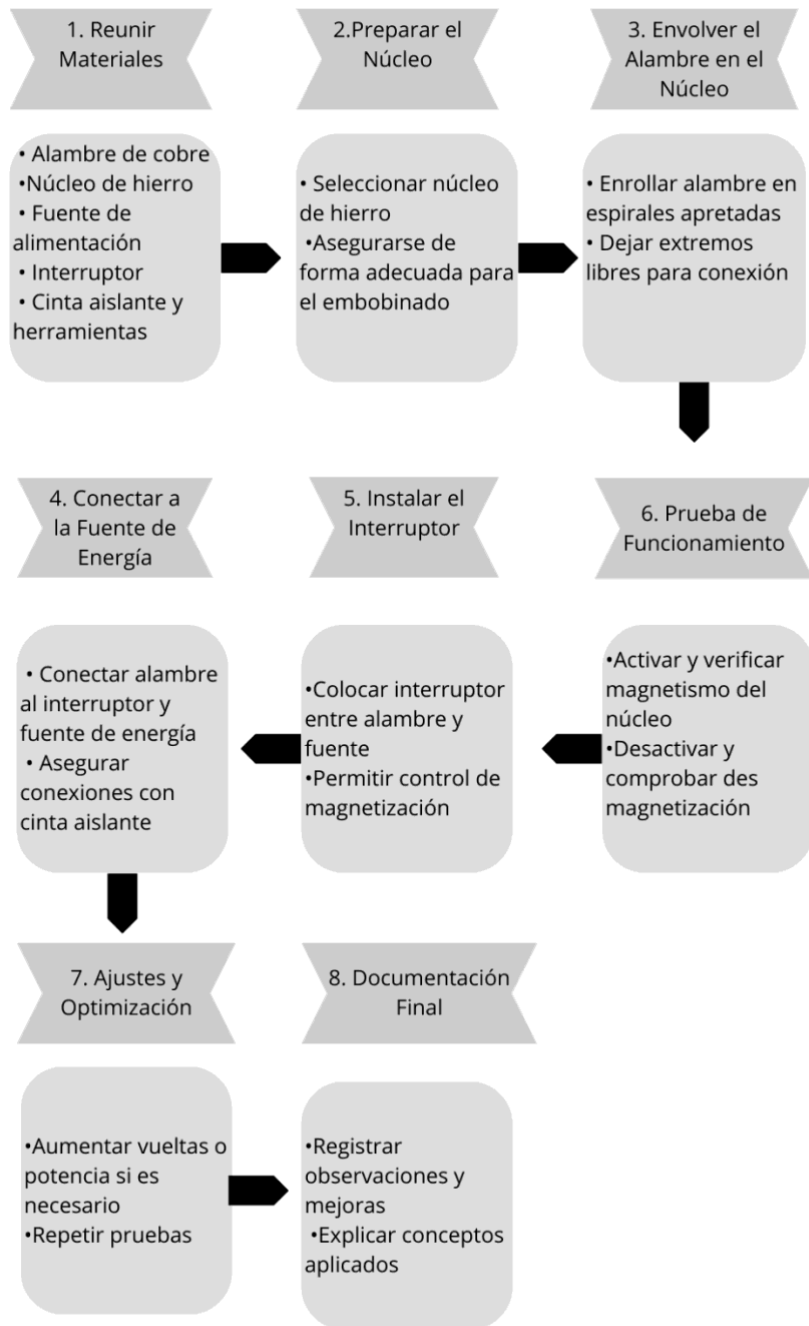 1. Reunir
Materiales
• Alambre de cobre
•Núcleo de hierro
• Fuente de
alimentación
• Interruptor
• Cinta aislante y
herramientas
2.Preparar el
Núcleo
• Seleccionar núcleo
de hierro
•Asegurarse de
forma adecuada para
el embobinado
3. Envolver el
Alambre en el
Núcleo
• Enrollar alambre en
espirales apretadas
• Dejar extremos
libres para conexión
4. Conectar a
la Fuente de
Energía
• Conectar alambre
al interruptor y
fuente de energía
• Asegurar
conexiones con
cinta aislante
5. Instalar el
Interruptor
•Colocar interruptor
entre alambre y
fuente
•Permitir control de
magnetización
6. Prueba de
Funcionamiento
•Activar y verificar
magnetismo del
núcleo
•Desactivar y
comprobar des
magnetización
7. Ajustes y
Optimización
•Aumentar vueltas o
potencia si es
necesario
•Repetir pruebas
8. Documentación
Final
•Registrar
observaciones y
mejoras
•Explicar conceptos
aplicados